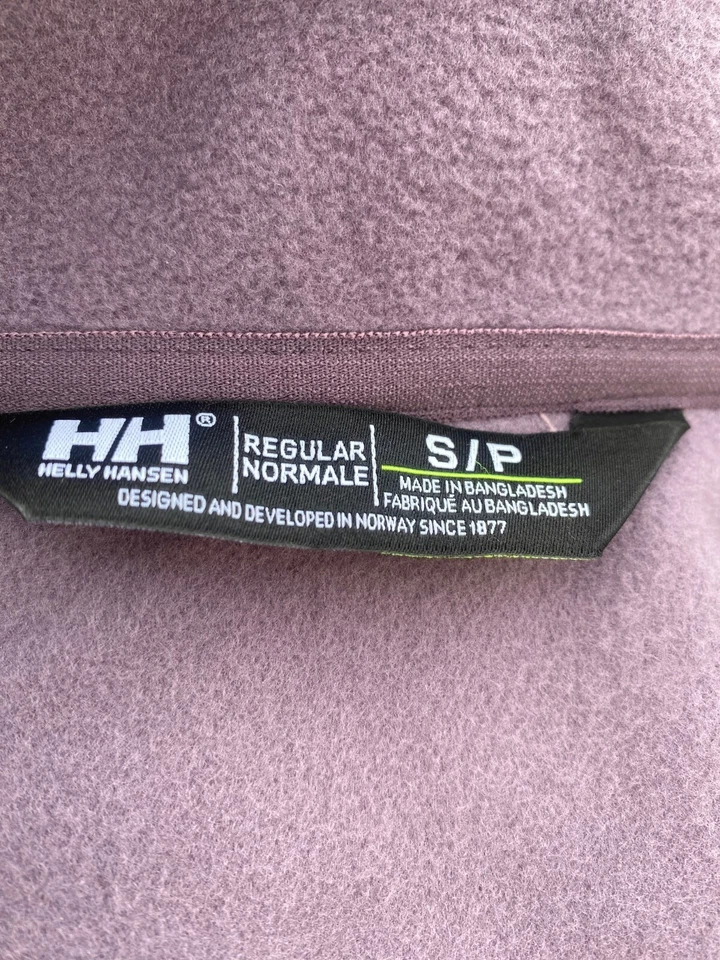 HH®
HELLY HANSEN
REGULAR
NORMALE
S/P
MADE IN BANGLADESH
FABRIQUÉ AU BANGLADESH
DESIGNED AND DEVELOPED IN NORWAY SINCE 1877